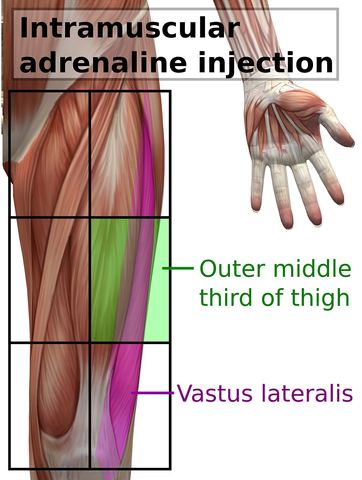 Intramuscular
adrenaline injection
Outer middle
third of thigh
Vastus lateralis